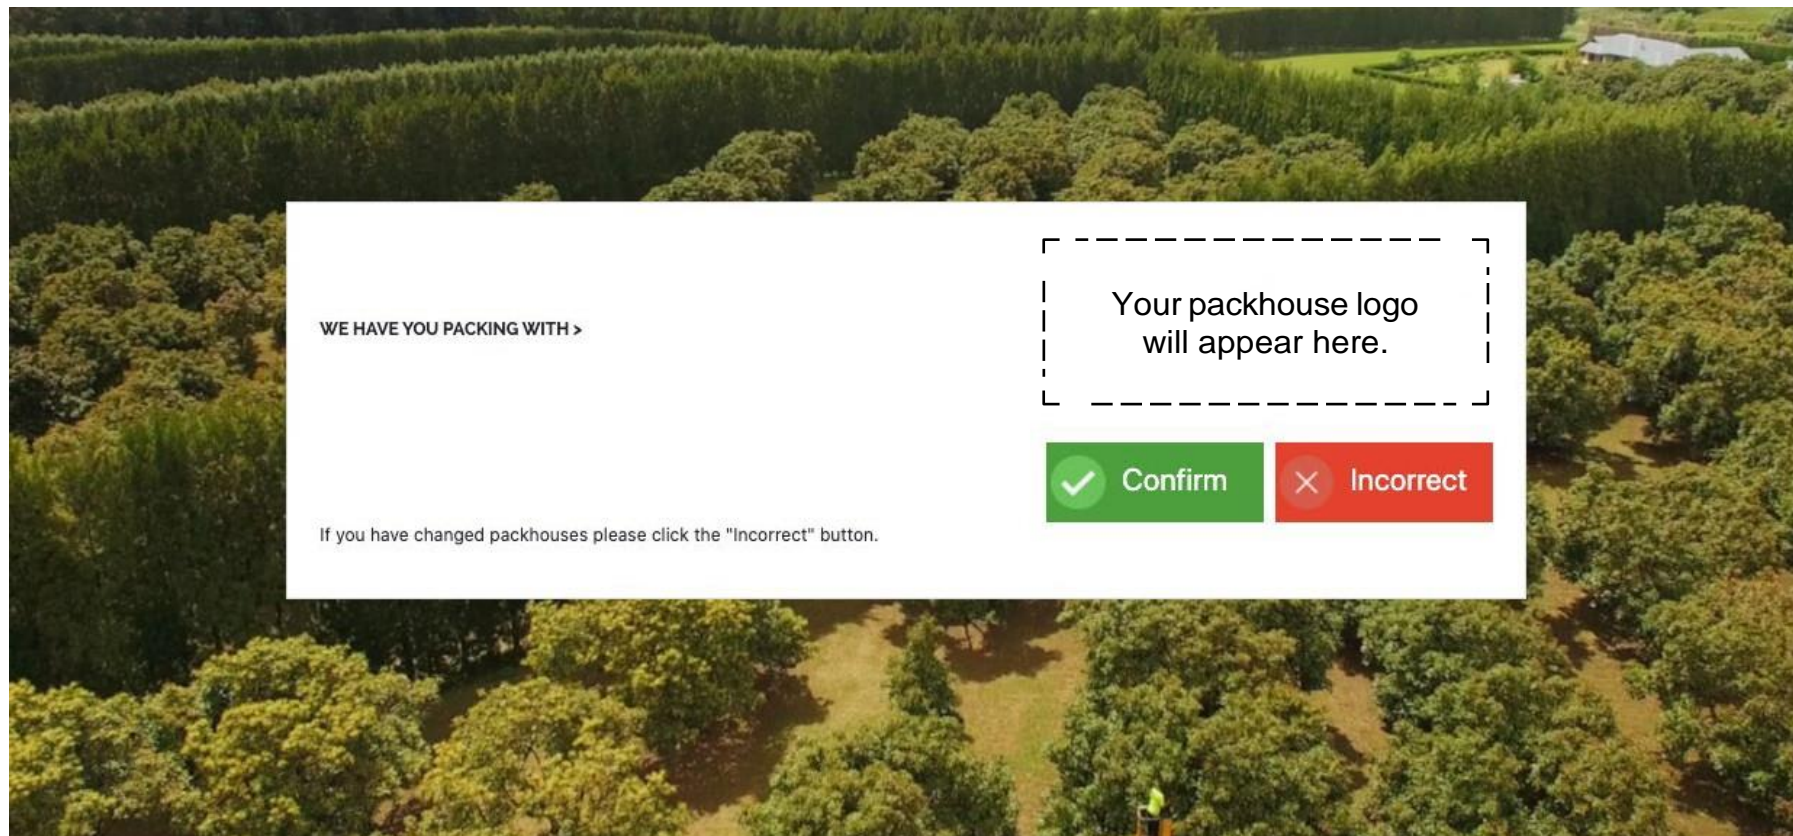 Your packhouse logo
will appear here.
WE HAVE YOU PACKING WITH >
Confirm
Incorrect
If you have changed packhouses please click the "Incorrect" button.